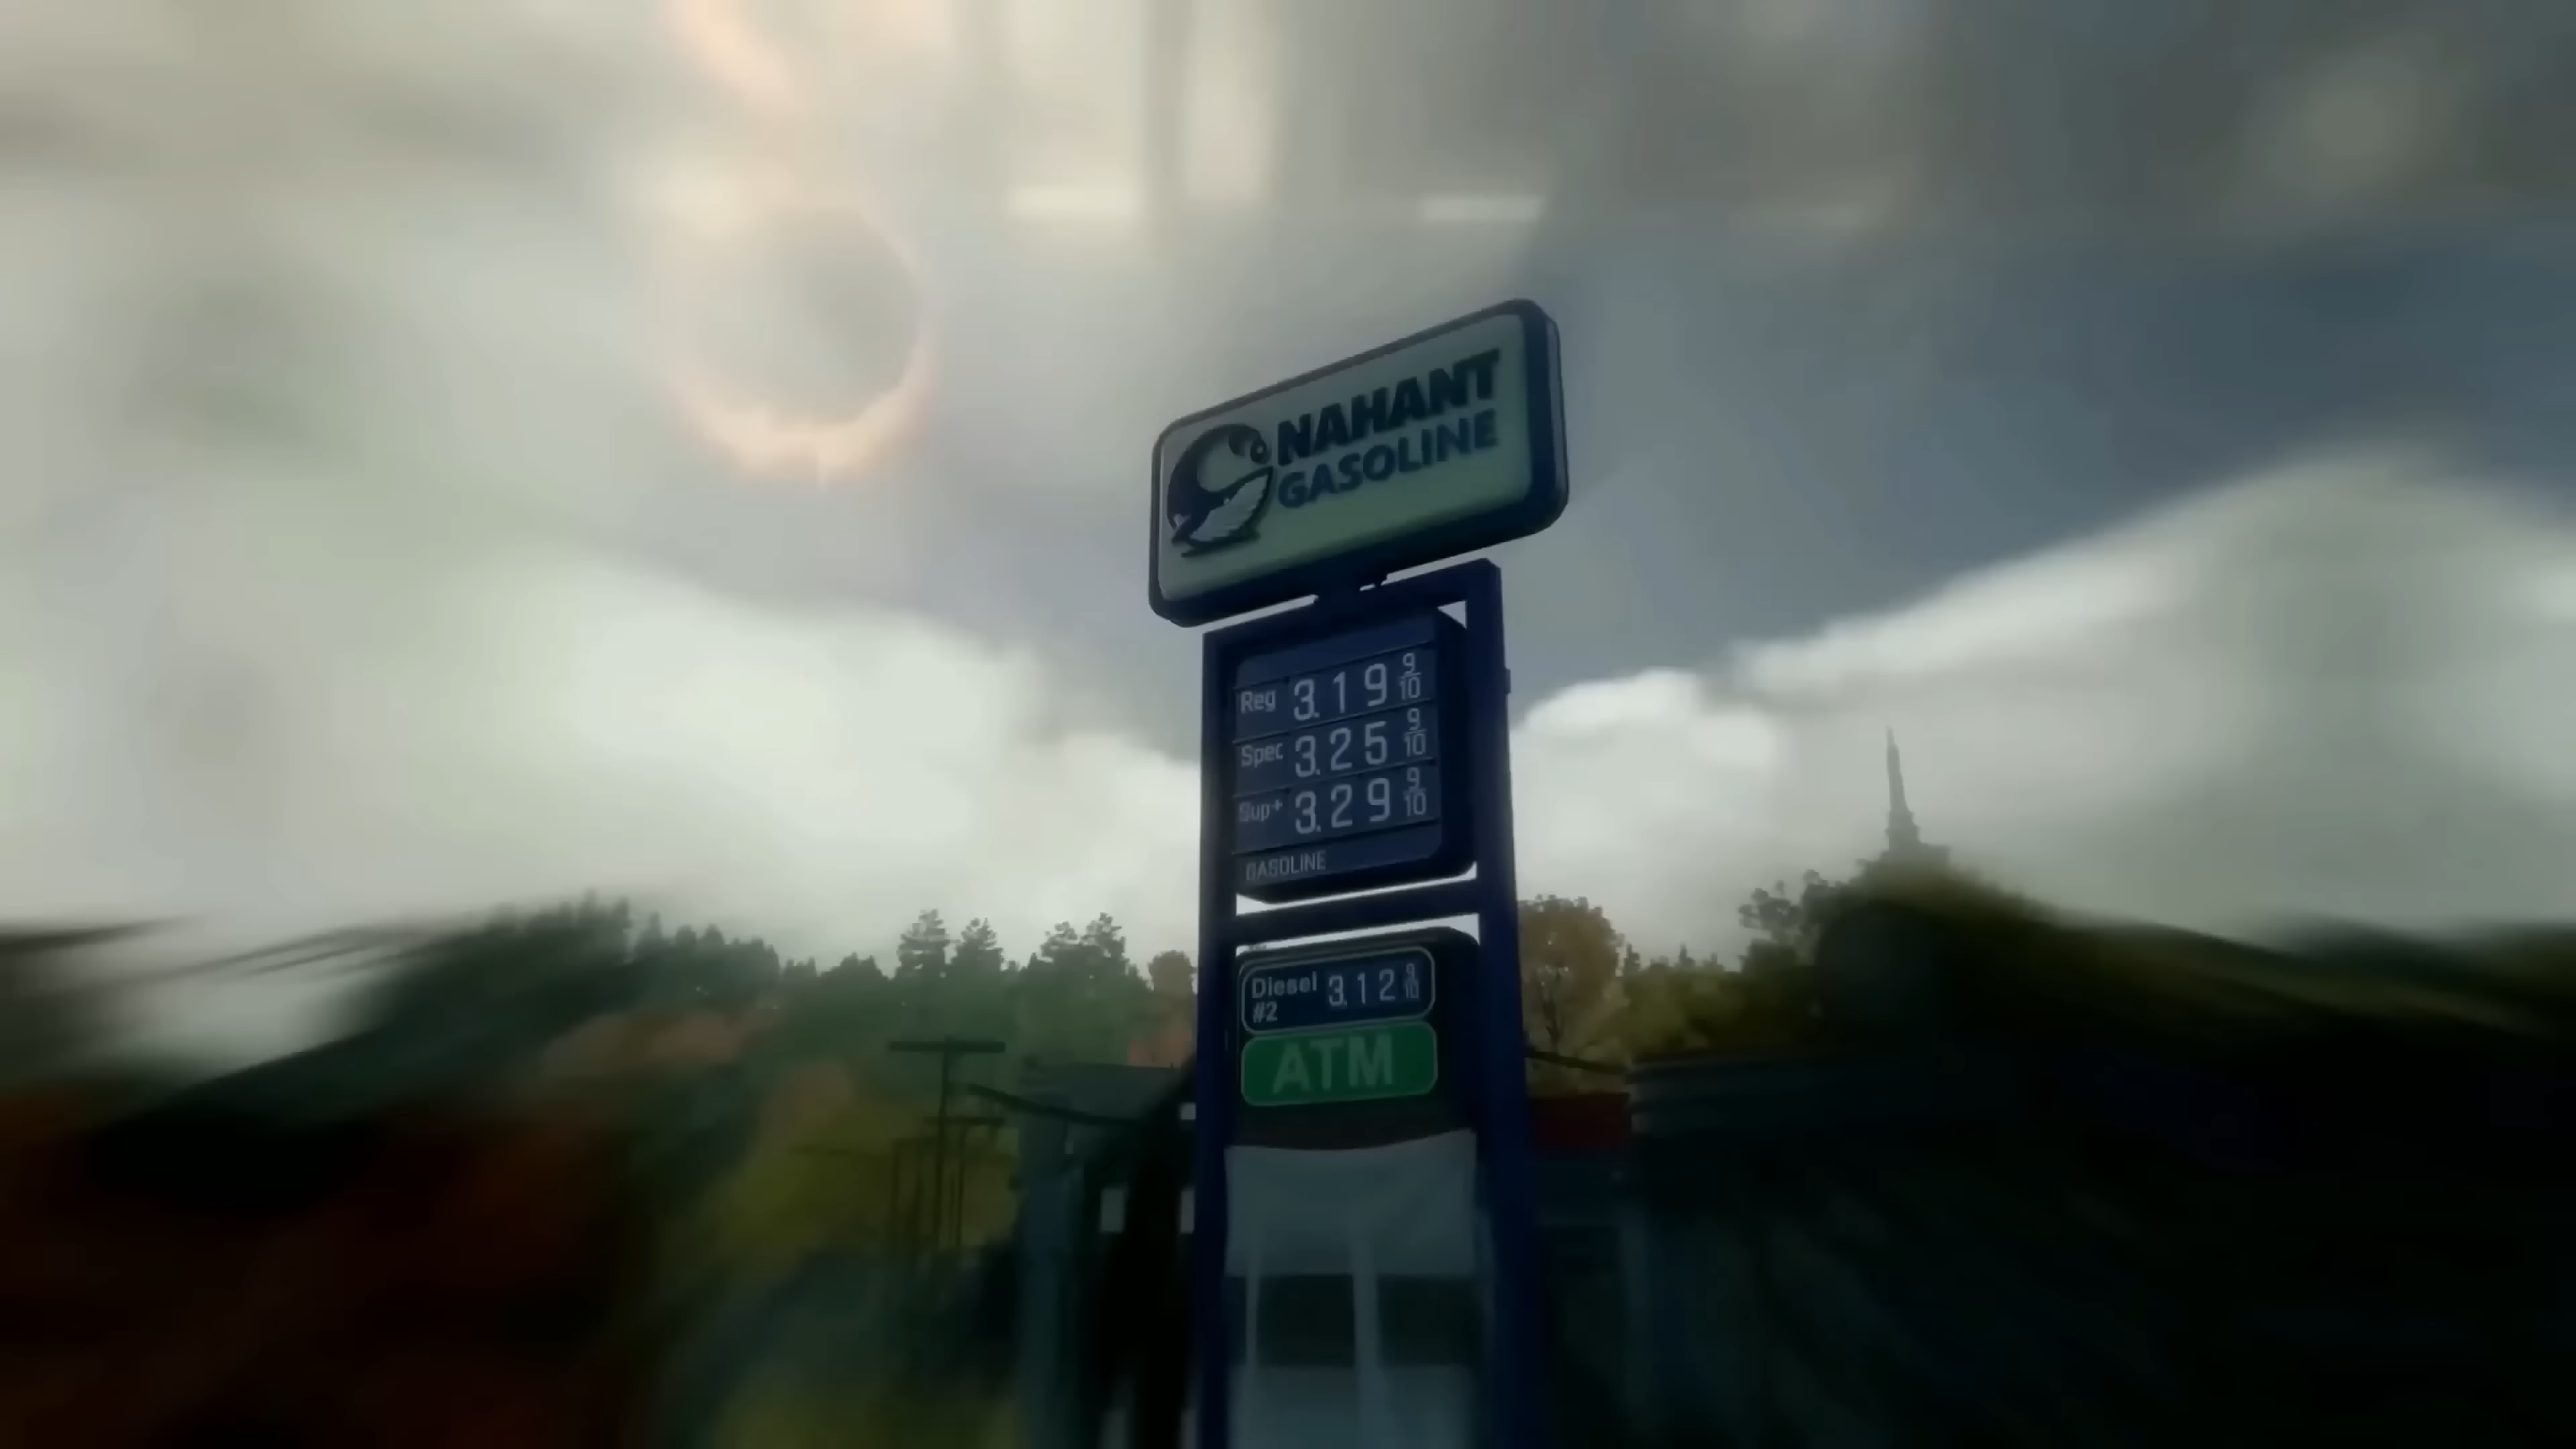 NAHANT
GASOLINE
Reg 3.19 9/10
Spec 3.25 9/10
Sup+ 3.29 9/10
GASOLINE
Diesel #2 3.12 9/10
ATM